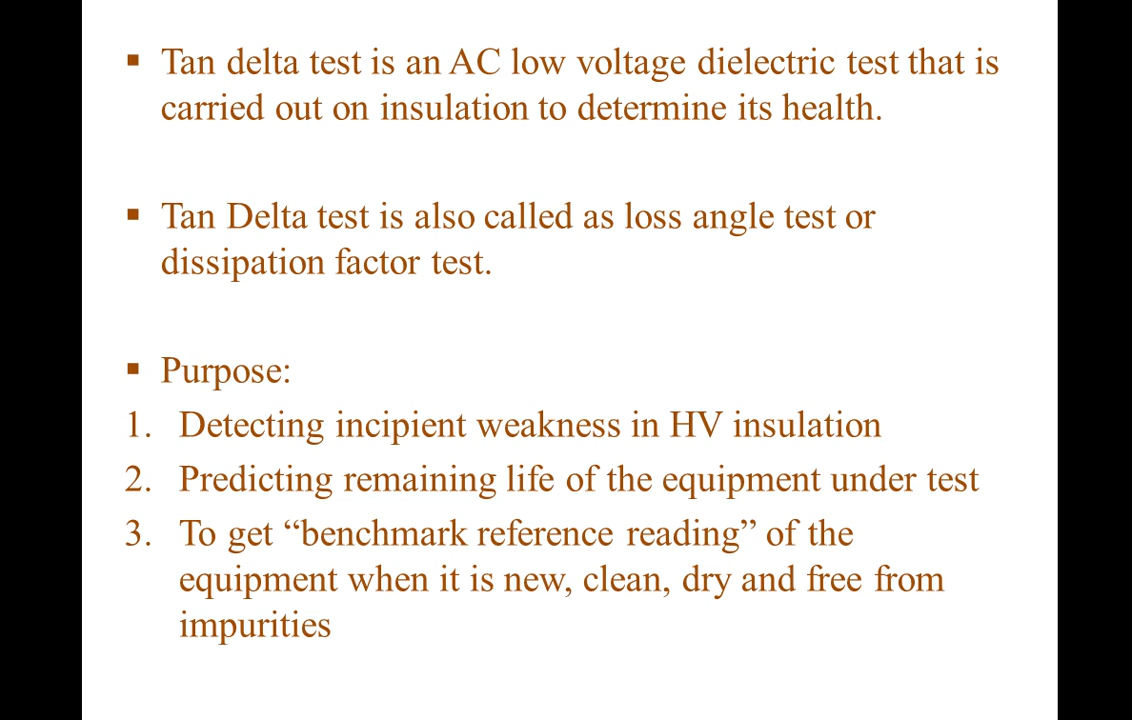 ▪ Tan delta test is an AC low voltage dielectric test that is
carried out on insulation to determine its health.
▪ Tan Delta test is also called as loss angle test or
dissipation factor test.
▪ Purpose:
1. Detecting incipient weakness in HV insulation
2. Predicting remaining life of the equipment under test
3. To get “benchmark reference reading” of the
equipment when it is new, clean, dry and free from
impurities